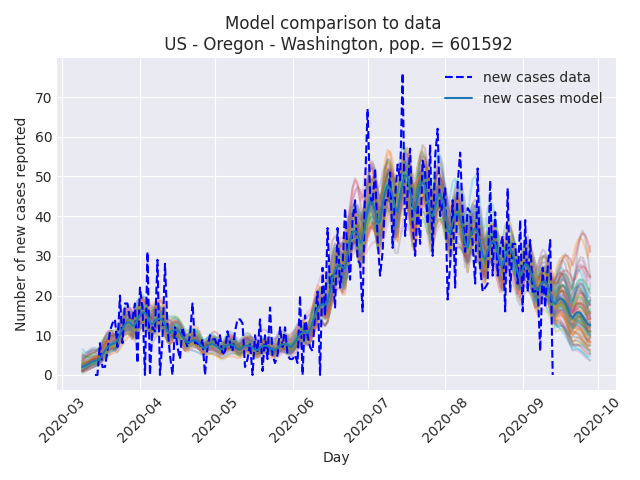 Model comparison to data
US - Oregon - Washington, pop. = 601592
new cases data
new cases model
Number of new cases reported
70
60
50
40
30
20
10
0
2020-03
2020-04
2020-05
2020-06
2020-07
2020-08
2020-09
2020-10
Day